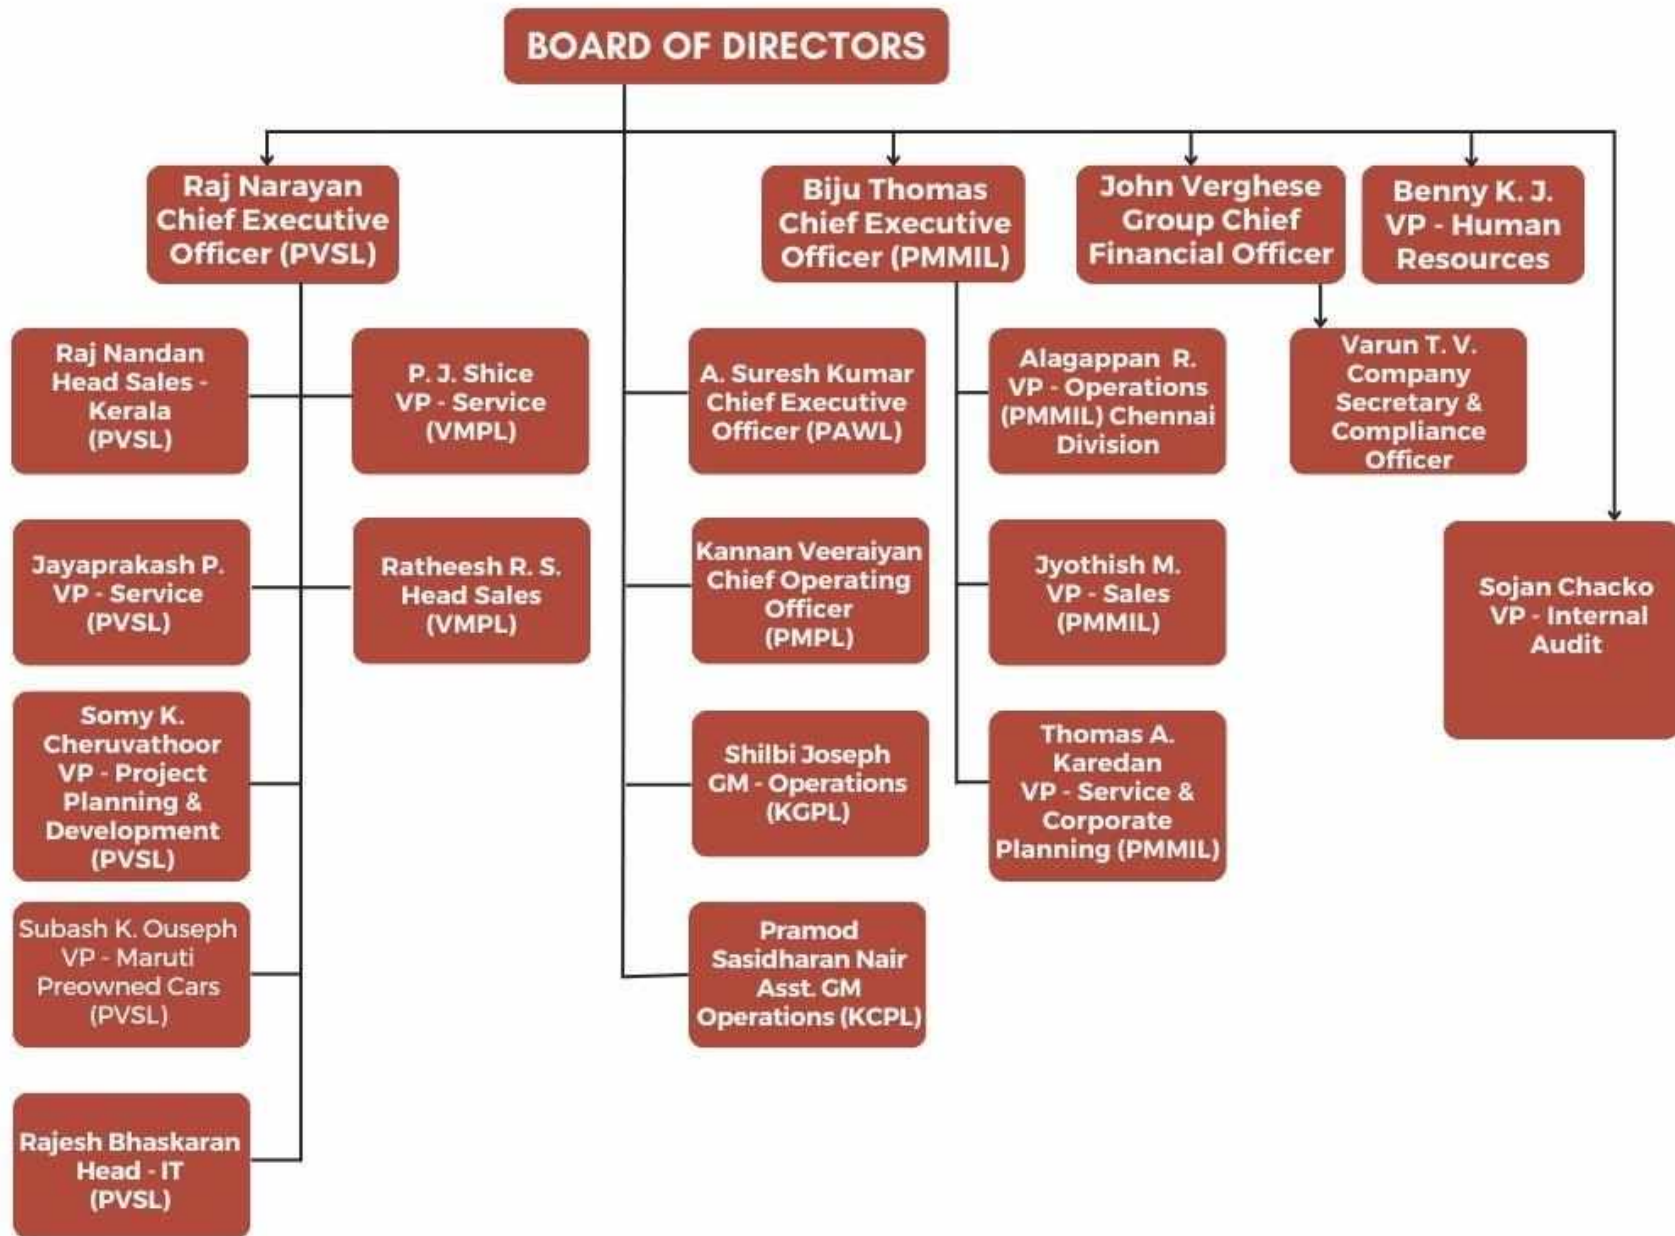 BOARD OF DIRECTORS
Raj Narayan
Chief Executive
Officer (PVSL)
Biju Thomas
Chief Executive
Officer (PMMIL)
John Verghese
Group Chief
Financial Officer
Benny K. J.
VP - Human
Resources
Raj Nandan
Head Sales -
Kerala
(PVSL)
P. J. Shice
VP - Service
(VMPL)
A. Suresh Kumar
Chief Executive
Officer (PAWL)
Alagappan R.
VP - Operations
(PMMIL) Chennai
Division
Varun T. V.
Company
Secretary &
Compliance
Officer
Jayaprakash P.
VP - Service
(PVSL)
Ratheesh R. S.
Head Sales
(VMPL)
Kannan Veeraiyan
Chief Operating
Officer
(PMPL)
Jyothish M.
VP - Sales
(PMMIL)
Sojan Chacko
VP - Internal
Audit
Somy K.
Cheruvathoor
VP - Project
Planning &
Development
(PVSL)
Shilbi Joseph
GM - Operations
(KGPL)
Thomas A.
Karedan
VP - Service &
Corporate
Planning (PMMIL)
Subash K. Ouseph
VP - Maruti
Preowned Cars
(PVSL)
Pramod
Sasidharan Nair
Asst. GM
Operations (KCPL)
Rajesh Bhaskaran
Head - IT
(PVSL)